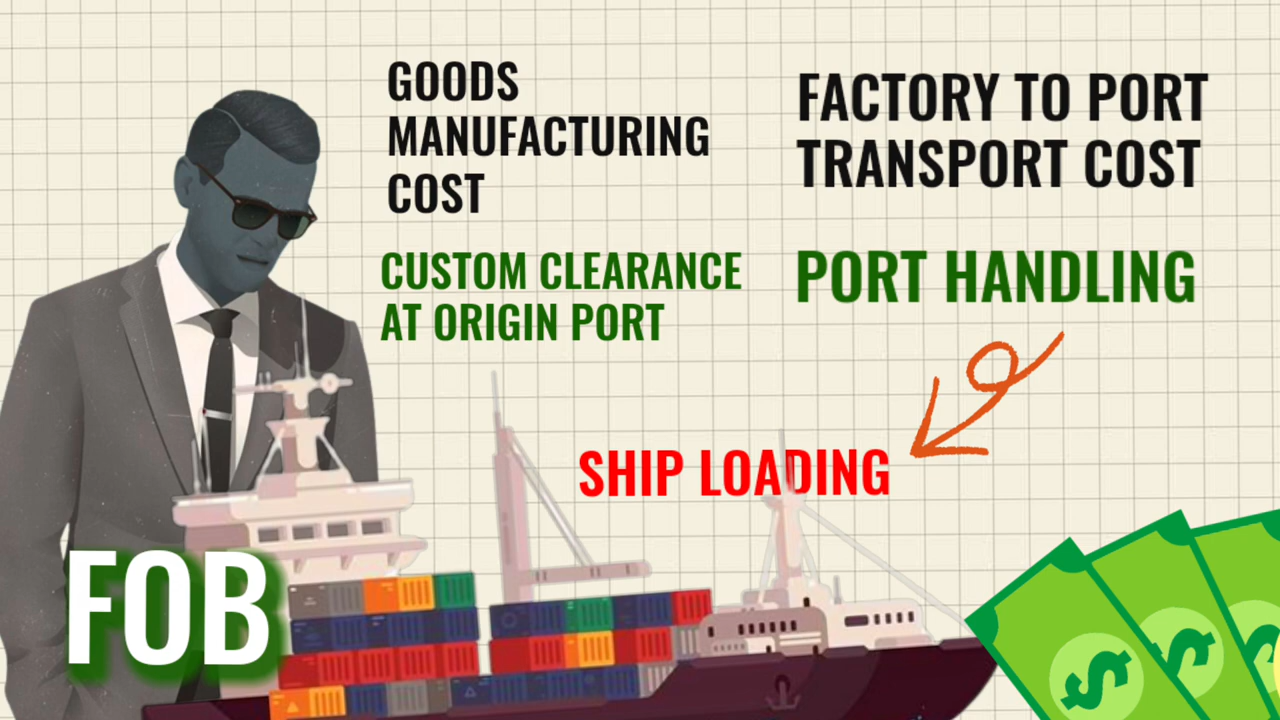 GOODS
MANUFACTURING
COST
FACTORY TO PORT
TRANSPORT COST
CUSTOM CLEARANCE
AT ORIGIN PORT
PORT HANDLING
SHIP LOADING
FOB